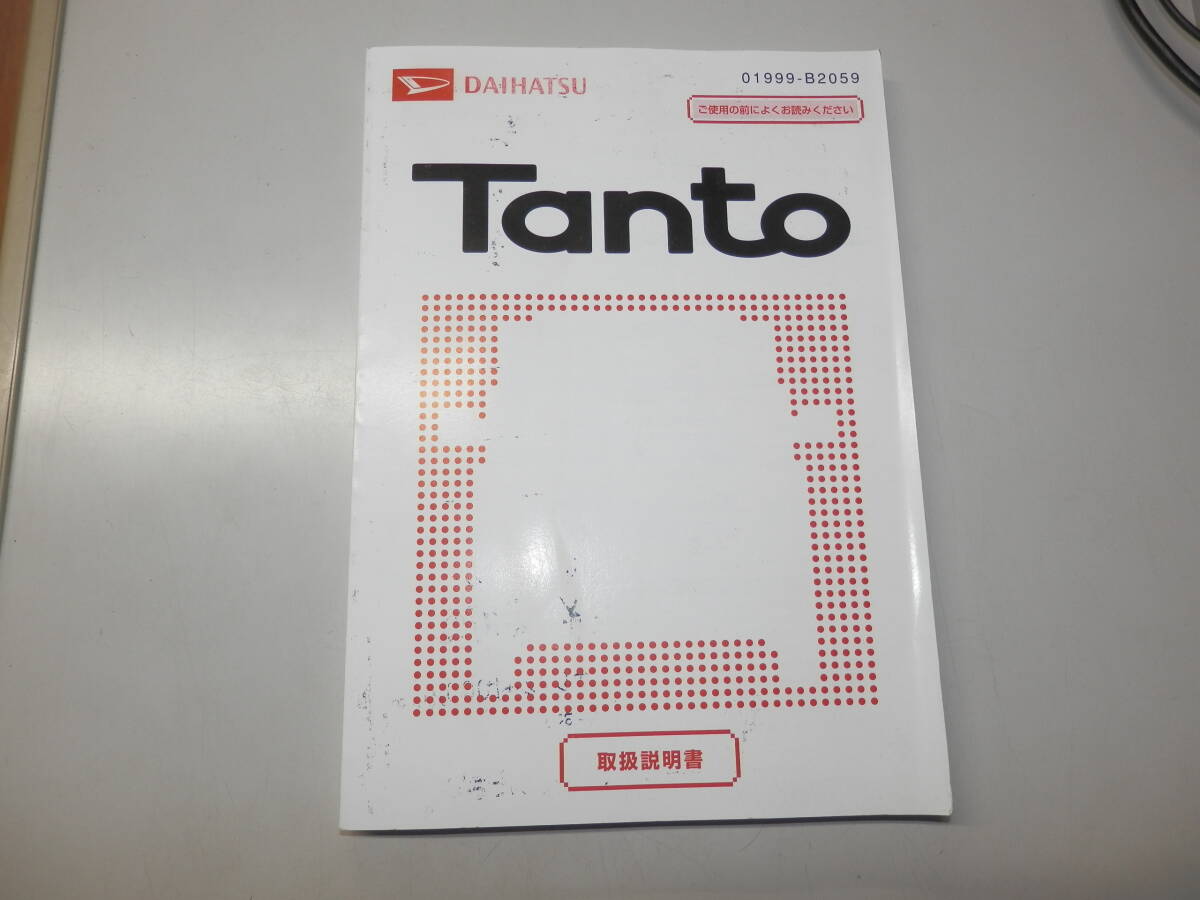 DAIHATSU
01999-B2059
ご使用の前によくお読みください
Tanto
取扱説明書